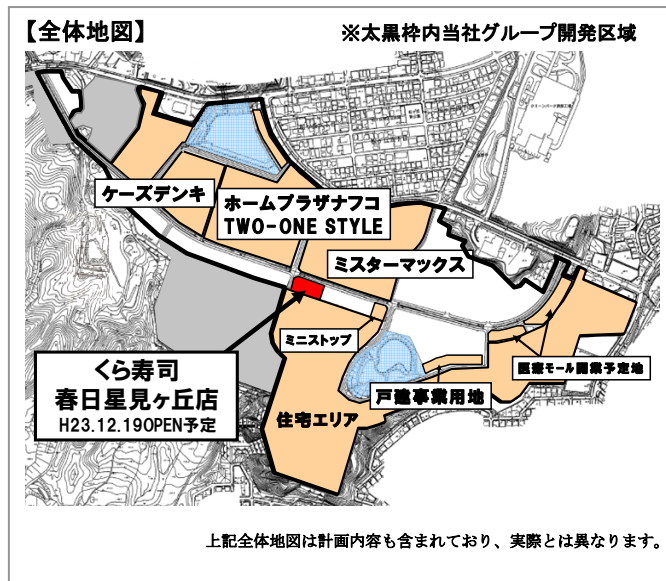 【全体地図】
※太黒枠内当社グループ開発区域
ケーズデンキ
ホームプラザナフコ
TWO-ONE STYLE
ミスターマックス
ミニストップ
医療モール開業予定地
戸建事業用地
くら寿司
春日星見ヶ丘店
H23.12.19OPEN予定
住宅エリア
上記全体地図は計画内容も含まれており、実際とは異なります。